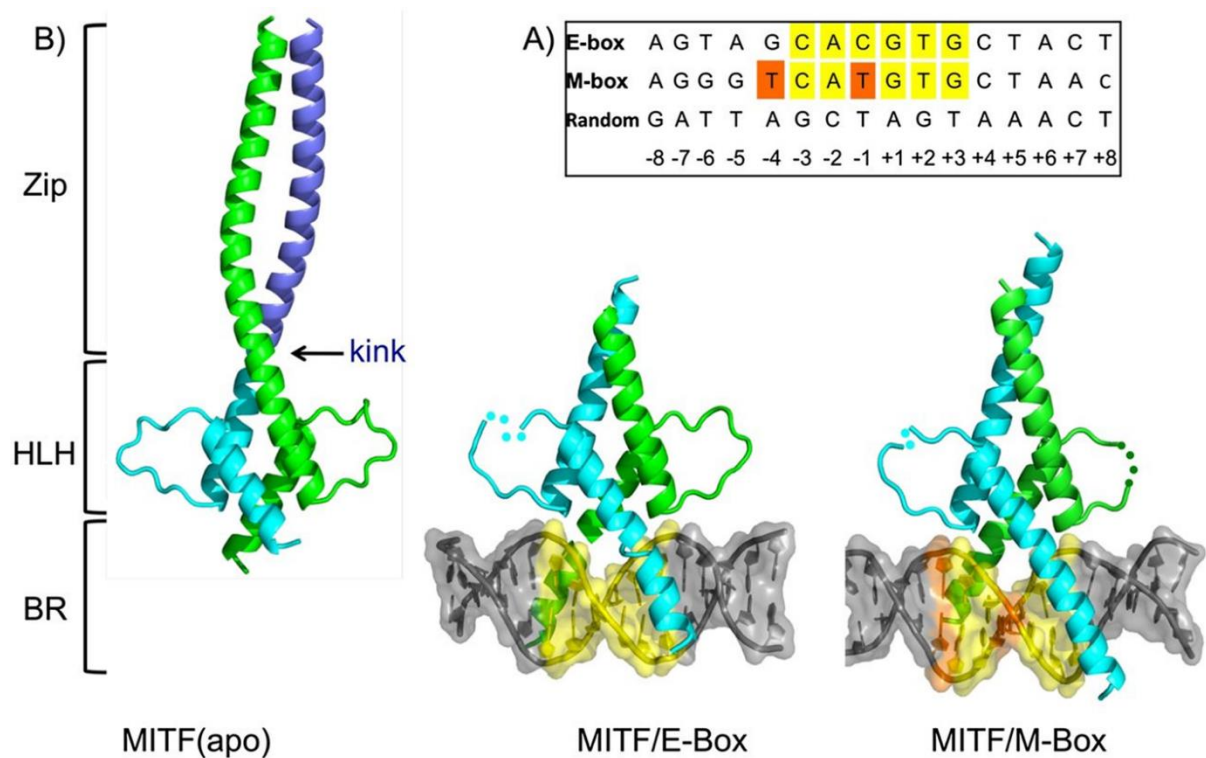 B)
A)
E-box A G T A G C A C G T G C T A C T
M-box A G G G T C A T G T G C T A A c
Random G A T T A G C T A G T A A A C T
-8 -7 -6 -5 -4 -3 -2 -1 +1 +2 +3 +4 +5 +6 +7 +8
Zip
kink
HLH
BR
MITF(apo)
MITF/E-Box
MITF/M-Box